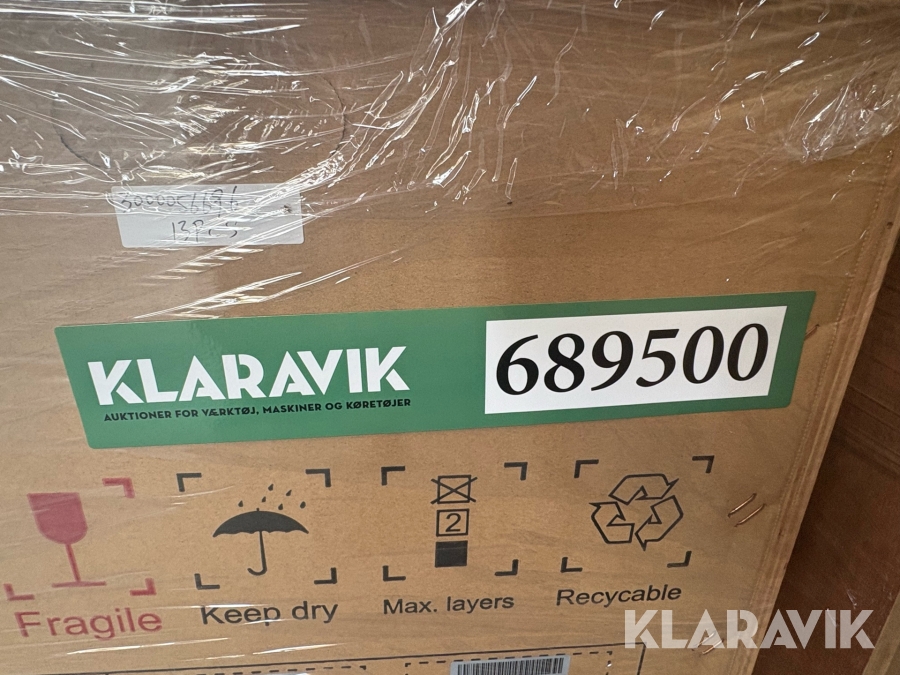 KLARAVIK
AUKTIONER FOR VÆRKTØJ, MASKINER OG KØRETØJER
689500
2
Fragile
Keep dry
Max. layers
Recycable
KLARAVIK